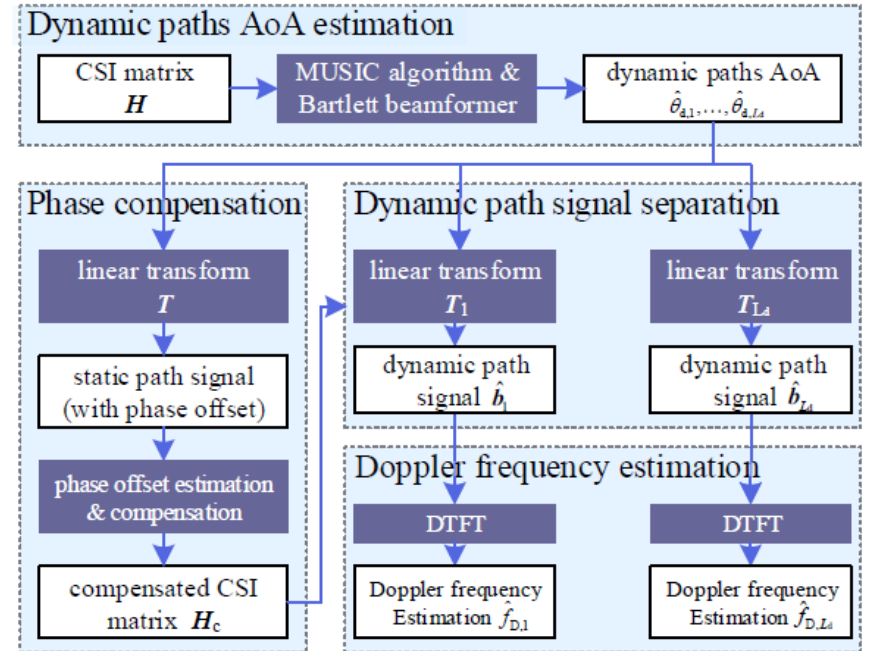 Dynamic paths AoA estimation
CSI matrix
H
MUSIC algorithm &
Bartlett beamformer
dynamic paths AoA
θ̂d,1,...,θ̂d,Ld
Phase compensation
linear transform
T
static path signal
(with phase offset)
phase offset estimation
& compensation
compensated CSI
matrix Hc
Dynamic path signal separation
linear transform
T1
dynamic path
signal b̂1
linear transform
TLd
dynamic path
signal b̂Ld
Doppler frequency estimation
DTFT
Doppler frequency
Estimation f̂D,1
DTFT
Doppler frequency
Estimation f̂D,Ld